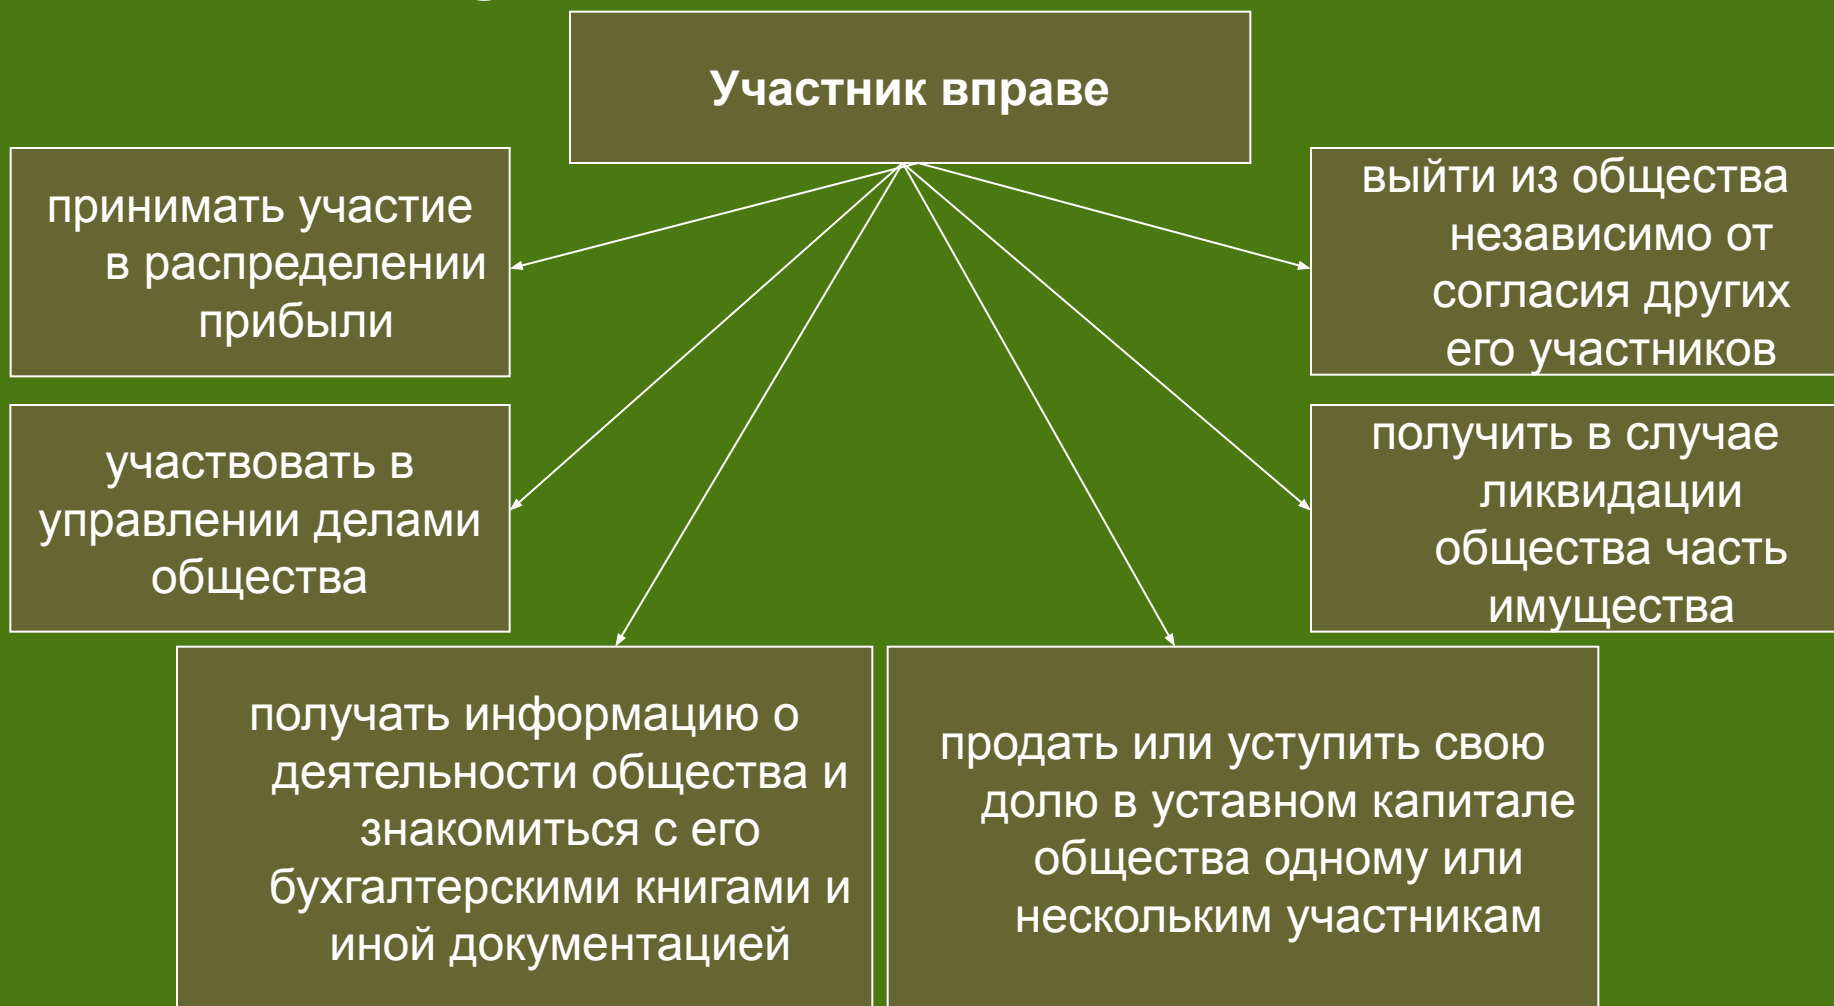 Участник вправе
принимать участие
в распределении
прибыли
выйти из общества
независимо от
согласия других
его участников
участвовать в
управлении делами
общества
получить в случае
ликвидации
общества часть
имущества
получать информацию о
деятельности общества и
знакомиться с его
бухгалтерскими книгами и
иной документацией
продать или уступить свою
долю в уставном капитале
общества одному или
нескольким участникам